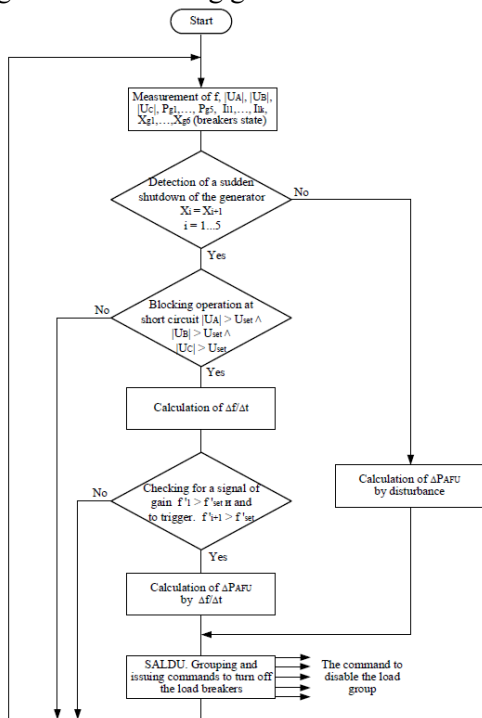 Start
Measurement of f, |UA|, |UB|,
|UC|, Pg1,…, Pg5, Il1,…, Ilk,
Xg1,…,Xg6 (breakers state)
Detection of a sudden
shutdown of the generator
Xi = Xi+1
i = 1...5
No
Yes
Blocking operation at
short circuit |UA| > Uset ∧
|UB| > Uset ∧
|UC| > Uset
No
Yes
Calculation of Δf/Δt
Checking for a signal of
gain f'1 > f'set н and
to trigger. f'i+1 > f'set
No
Yes
Calculation of ΔPAFU
by disturbance
Calculation of ΔPAFU
by Δf/Δt
SALDU. Grouping and
issuing commands to turn off
the load breakers
The command to
disable the load
group